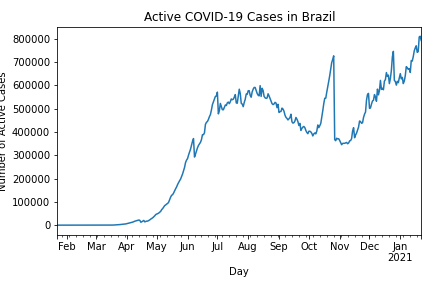 Active COVID-19 Cases in Brazil
Number of Active Cases
800000
700000
600000
500000
400000
300000
200000
100000
0
Feb Mar Apr May Jun Jul Aug Sep Oct Nov Dec Jan
2021
Day